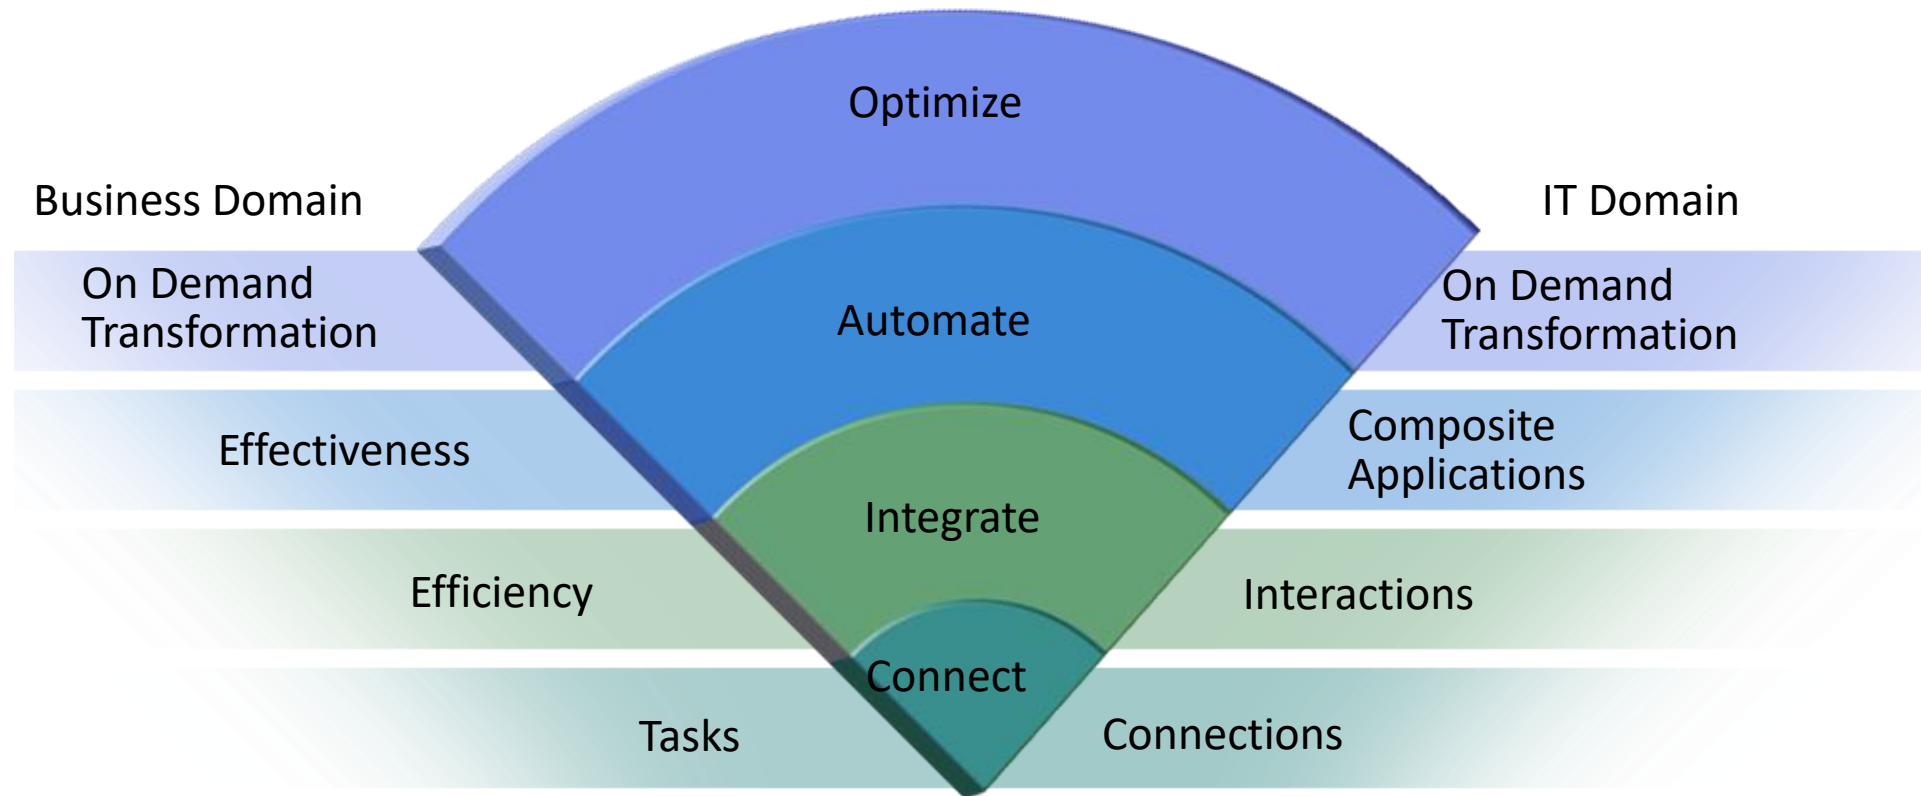 Optimize
Business Domain
IT Domain
On Demand
Transformation
On Demand
Transformation
Automate
Effectiveness
Composite
Applications
Integrate
Efficiency
Interactions
Connect
Tasks
Connections